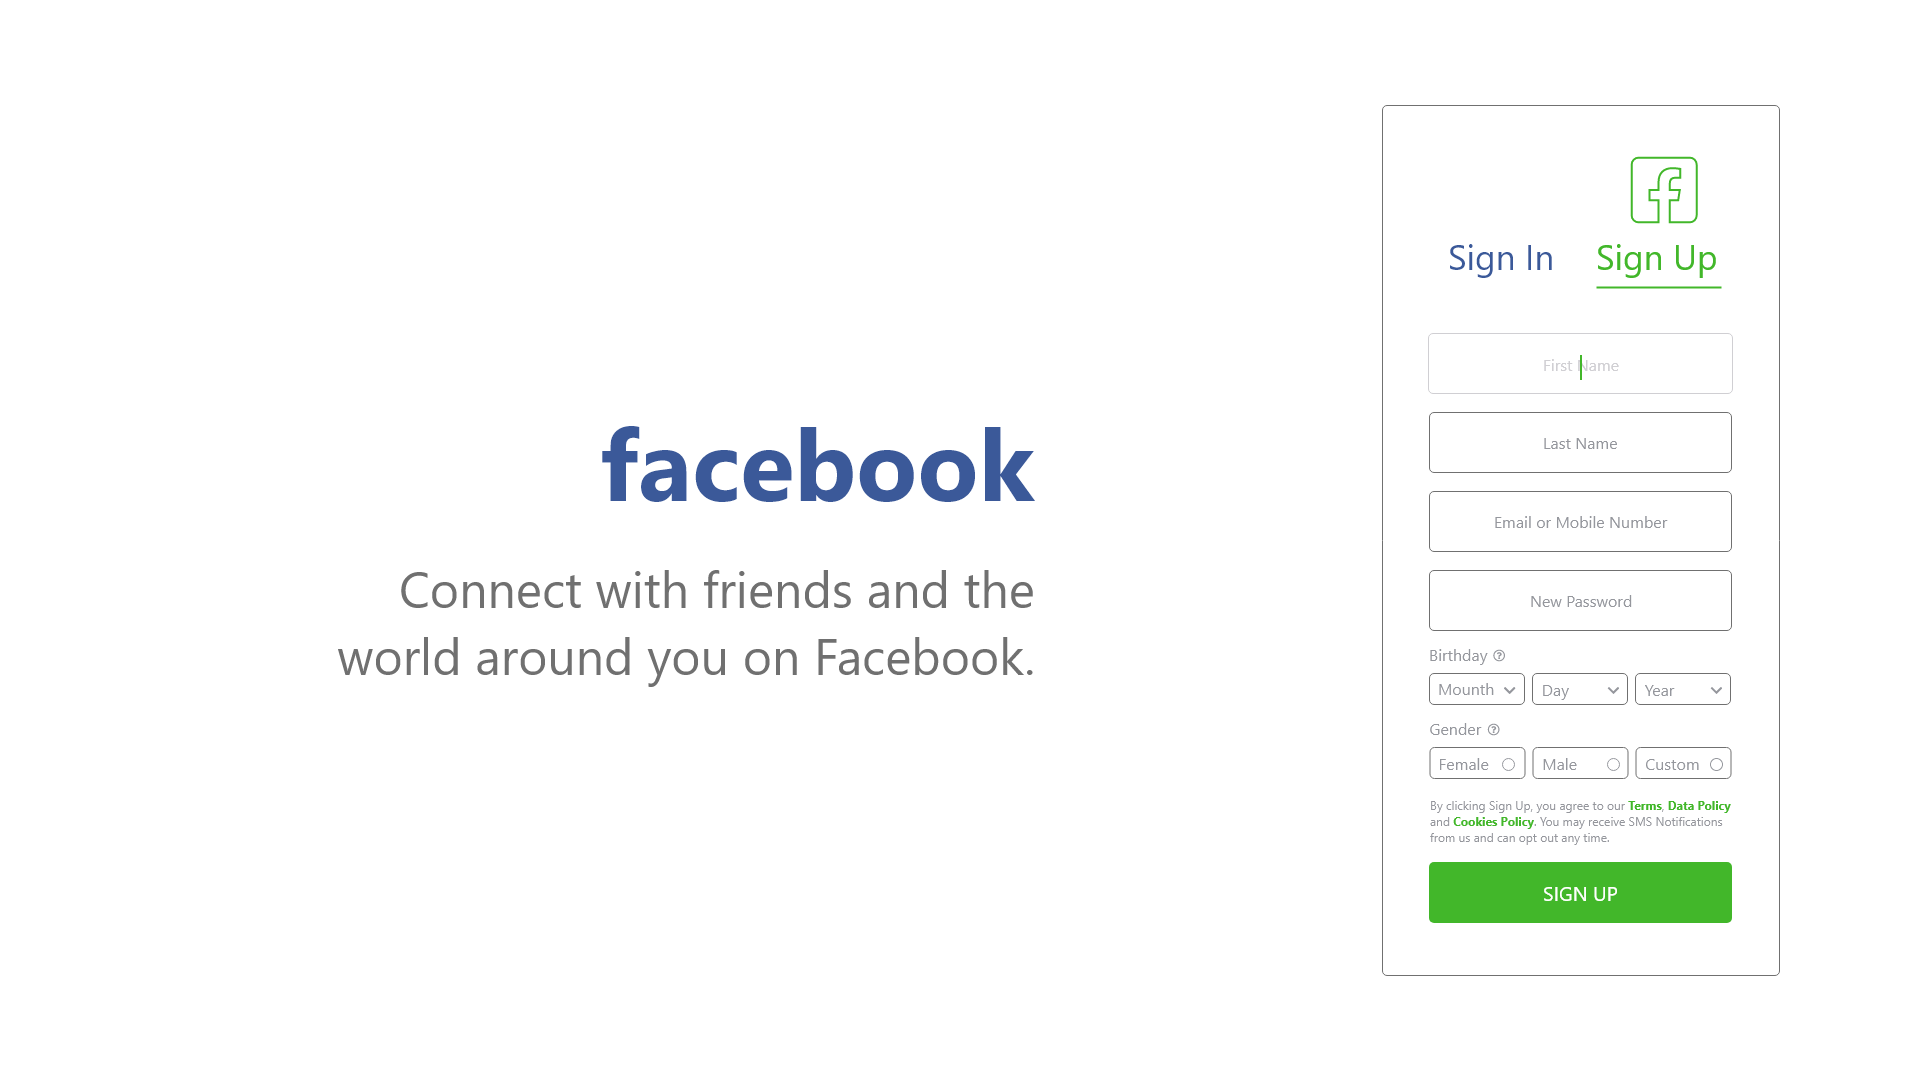 facebook
Connect with friends and the
world around you on Facebook.
Sign In
Sign Up
First Name
Last Name
Email or Mobile Number
New Password
Birthday
Mounth
Day
Year
Gender
Female
Male
Custom
By clicking Sign Up, you agree to our Terms, Data Policy
and Cookies Policy. You may receive SMS Notifications
from us and can opt out any time.
SIGN UP